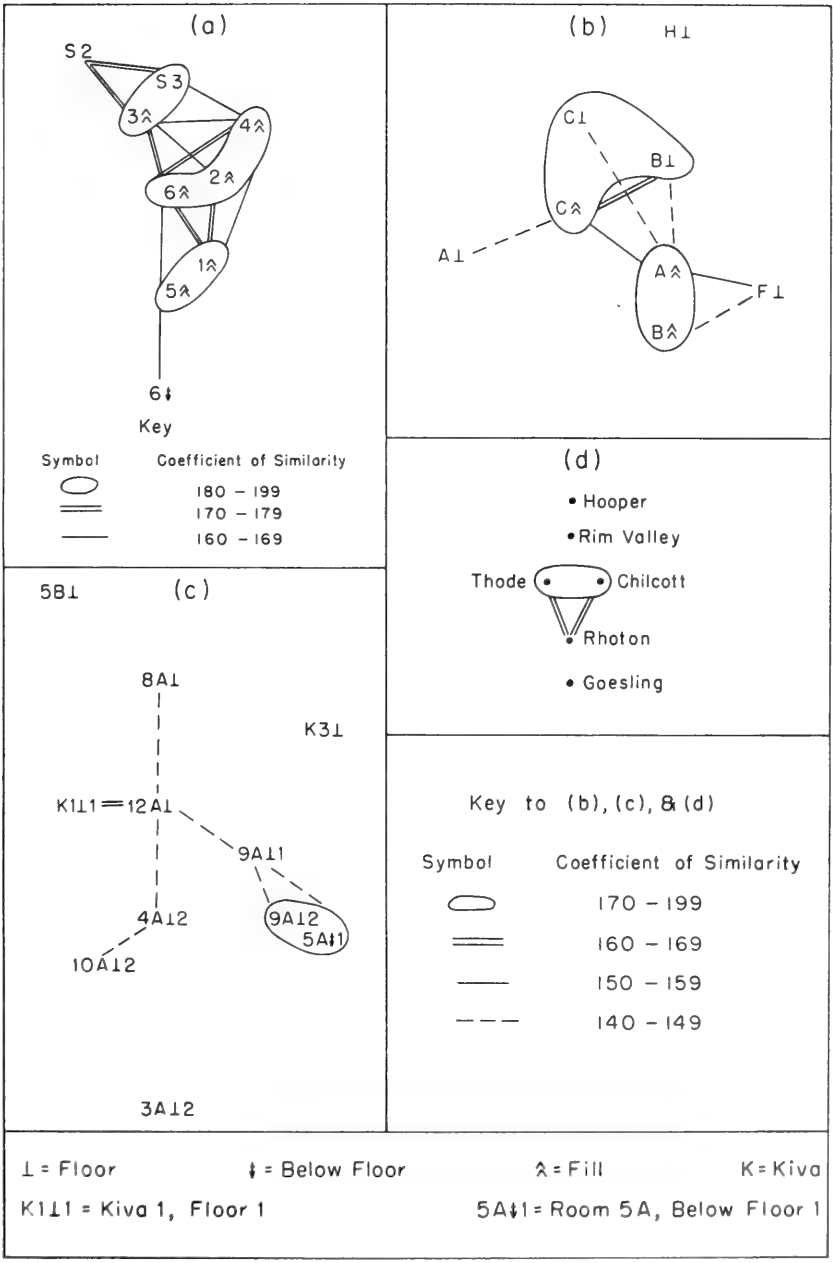 (a)
S2
S3
3⩓
4⩓
2⩓
6⩓
1⩓
5⩓
6⇟
Key
Symbol Coefficient of Similarity
180 – 199
170 – 179
160 – 169
(b)
H⊥
C⊥
B⊥
C⩓
A⊥
A⩓
F⊥
B⩓
(d)
Hooper
Rim Valley
Thode Chilcott
Rhoton
Goesling
5B⊥ (c)
8A⊥
K3⊥
K1⊥1 12A⊥
9A⊥1
4A⊥2 9A⊥2
5A⇟1
10A⊥2
3A⊥2
Key to (b), (c), & (d)
Symbol Coefficient of Similarity
170 – 199
160 – 169
150 – 159
140 – 149
⊥ = Floor ⇟ = Below Floor ⩓ = Fill K = Kiva
K1⊥1 = Kiva 1, Floor 1 5A⇟1 = Room 5A, Below Floor 1